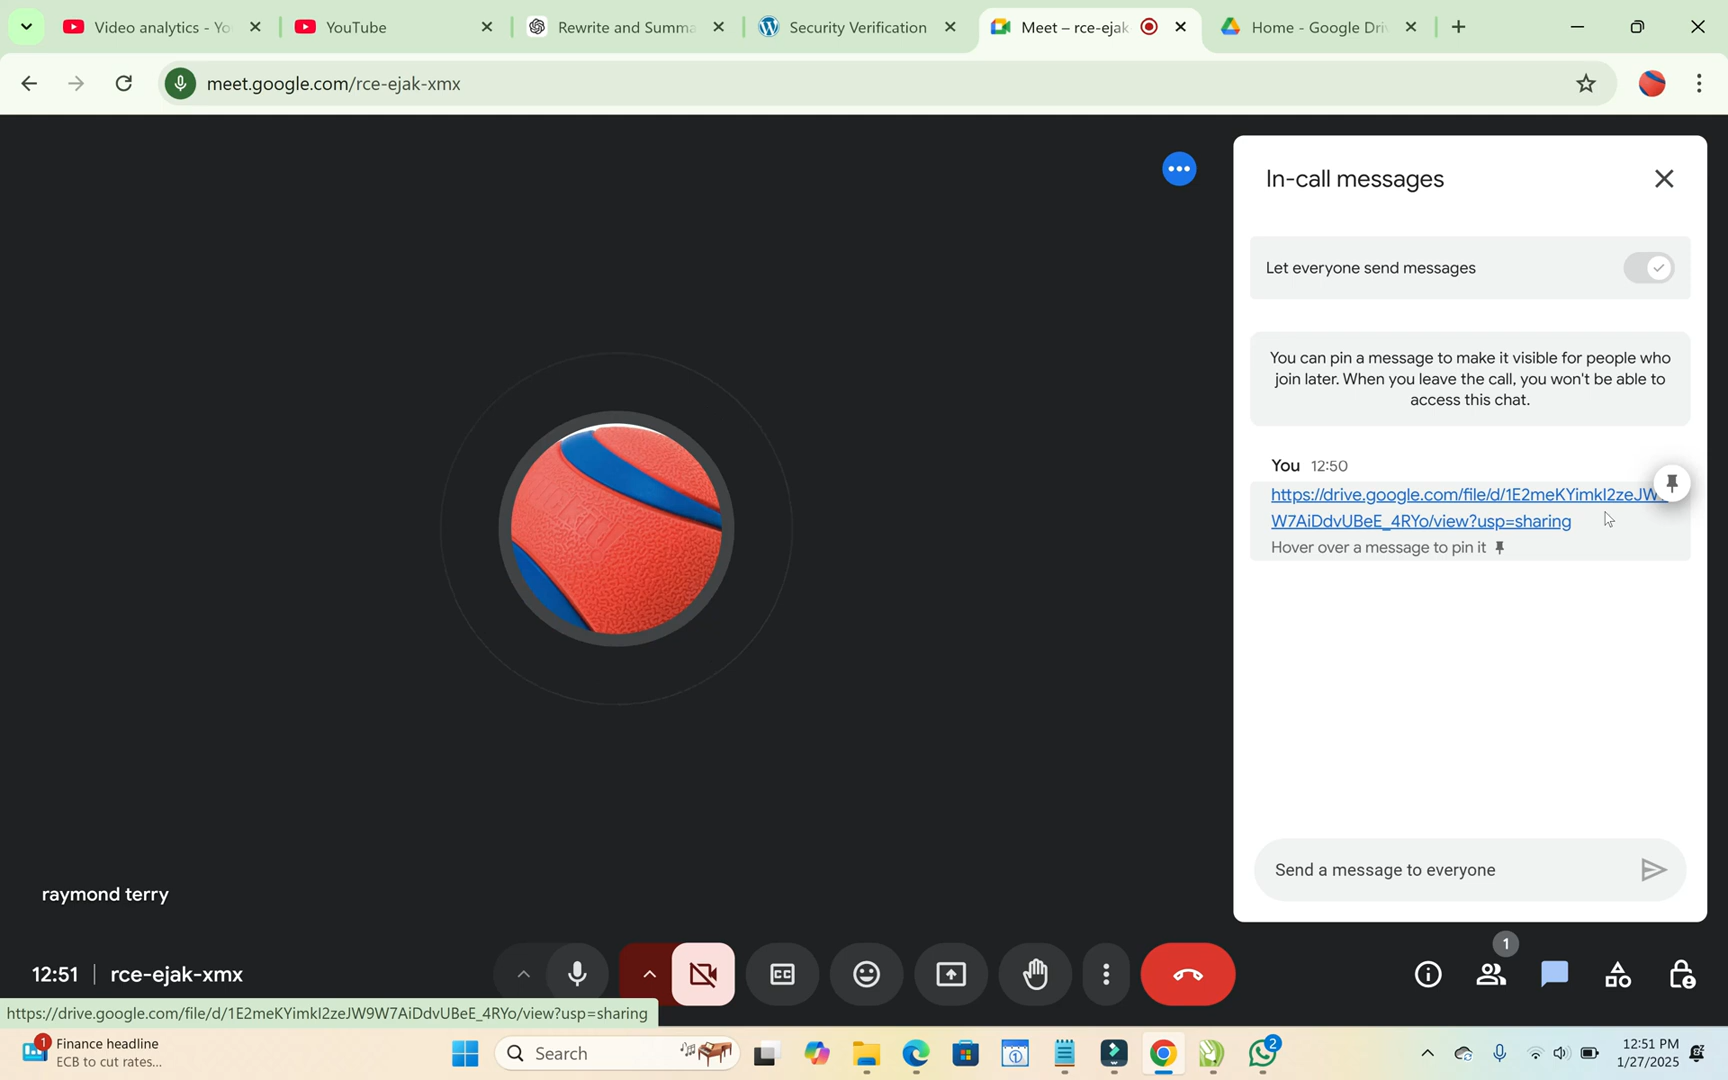 Video analytics - Yo
YouTube
Rewrite and Summa
Security Verification
Meet – rce-ejak
Home - Google Dri
meet.google.com/rce-ejak-xmx
In-call messages
Let everyone send messages
You can pin a message to make it visible for people who
join later. When you leave the call, you won't be able to
access this chat.
You 12:50
https://drive.google.com/file/d/1E2meKYimkI2zeJW9
W7AiDdvUBeE_4RYo/view?usp=sharing
Hover over a message to pin it
Send a message to everyone
raymond terry
12:51 | rce-ejak-xmx
CC
1
https://drive.google.com/file/d/1E2meKYimkI2zeJW9W7AiDdvUBeE_4RYo/view?usp=sharing
1
Finance headline
ECB to cut rates...
Search
1
2
12:51 PM
1/27/2025